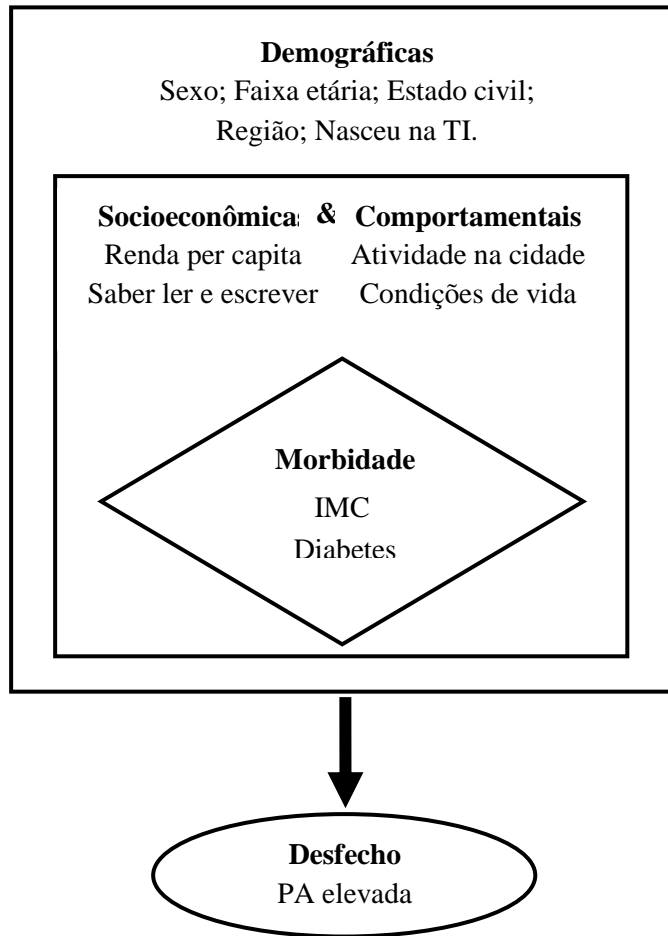 Demográficas
Sexo; Faixa etária; Estado civil;
Região; Nasceu na TI.
Socioeconômicas & Comportamentais
Renda per capita Atividade na cidade
Saber ler e escrever Condições de vida
Morbidade
IMC
Diabetes
Desfecho
PA elevada